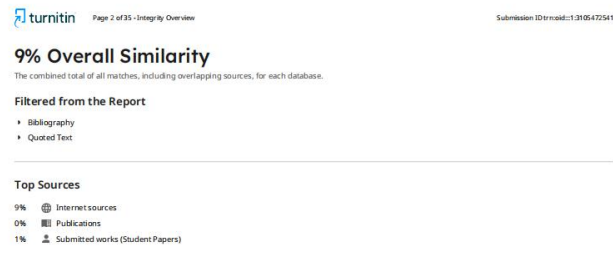 turnitin Page 2 of 35 - Integrity Overview Submission ID trn:oid:::1:3105472541
9% Overall Similarity
The combined total of all matches, including overlapping sources, for each database.
Filtered from the Report
Bibliography
Quoted Text
Top Sources
9% Internet sources
0% Publications
1% Submitted works (Student Papers)